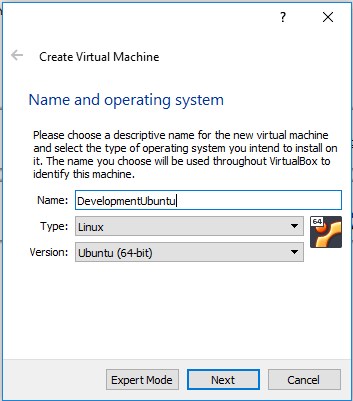 ?
Create Virtual Machine
Name and operating system
Please choose a descriptive name for the new virtual machine
and select the type of operating system you intend to install on
it. The name you choose will be used throughout VirtualBox to
identify this machine.
Name: DevelopmentUbuntu
Type: Linux
64
Version: Ubuntu (64-bit)
Expert Mode Next Cancel